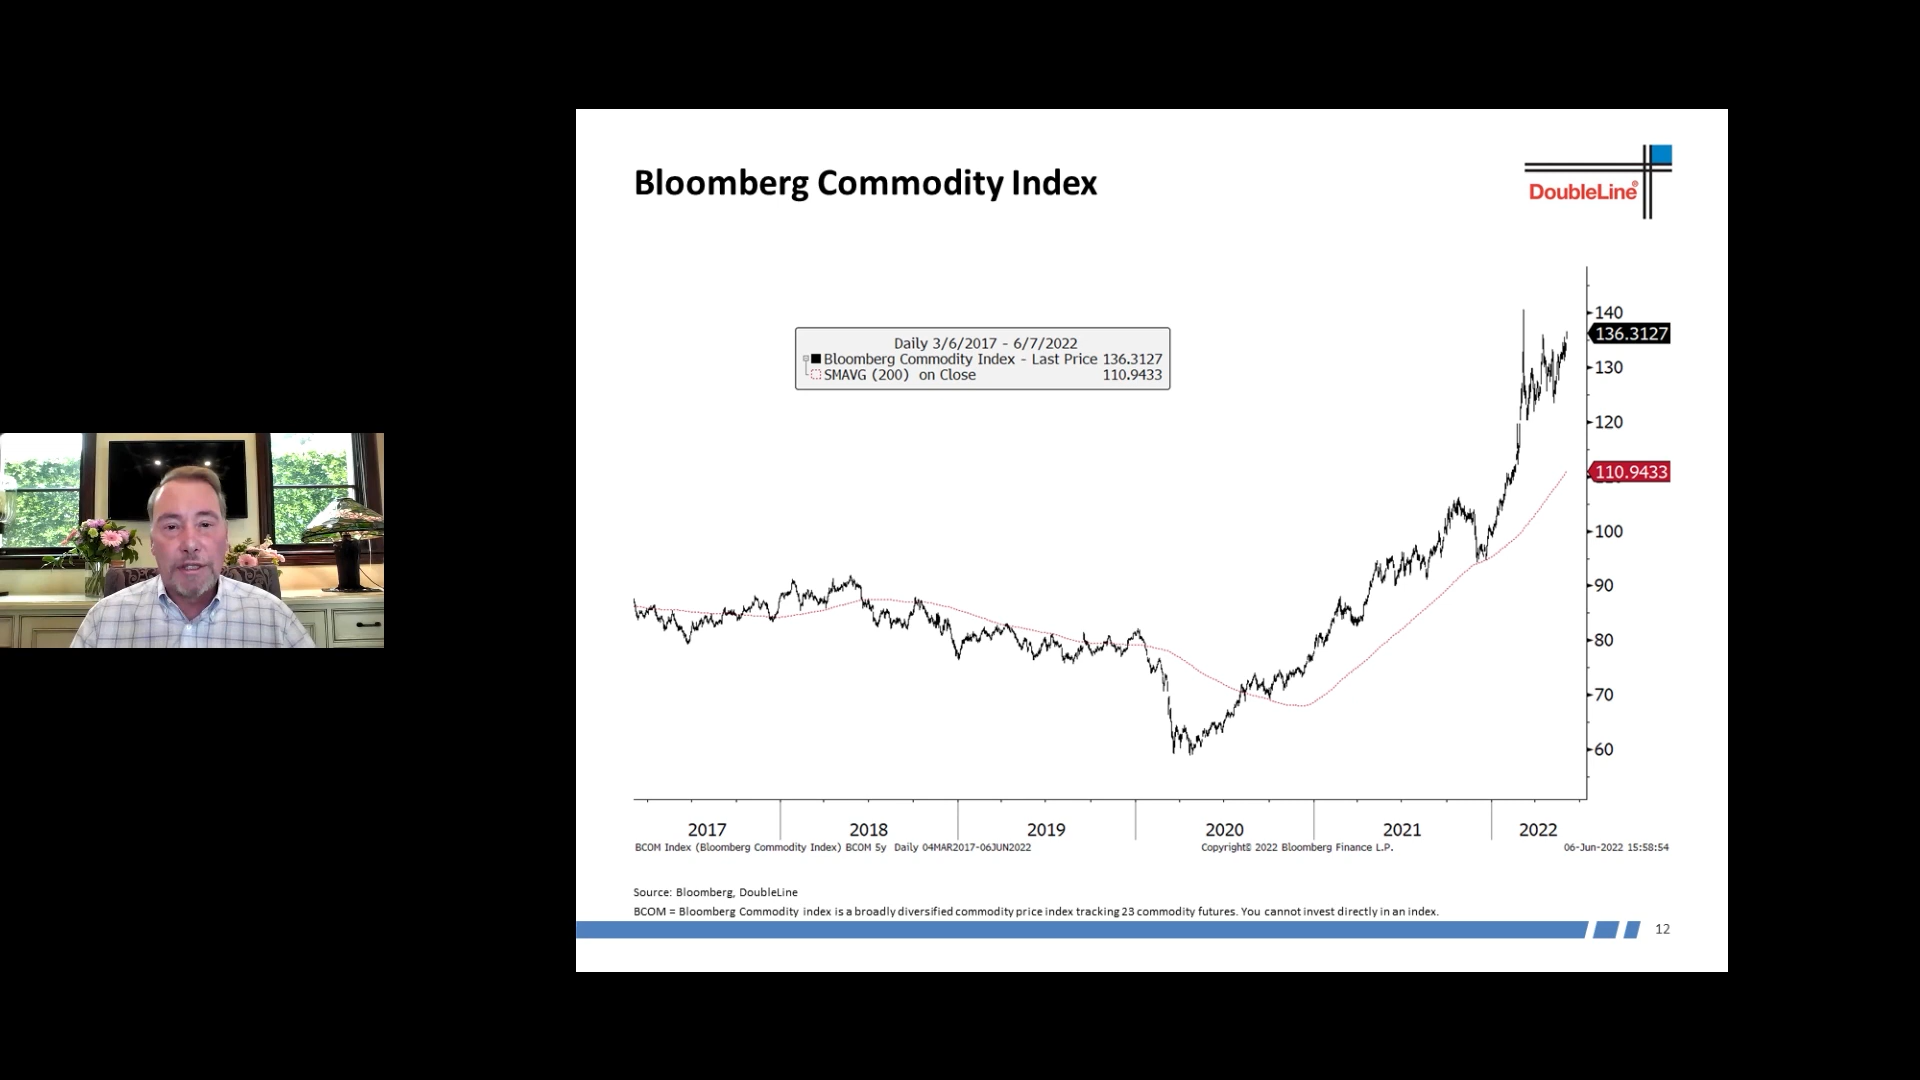 Bloomberg Commodity Index
DoubleLine®
Daily 3/6/2017 - 6/7/2022
Bloomberg Commodity Index - Last Price 136.3127
SMAVG (200) on Close 110.9433
140
136.3127
130
120
110.9433
100
90
80
70
60
2017 2018 2019 2020 2021 2022
BCOM Index (Bloomberg Commodity Index) BCOM 5y Daily 04MAR2017-06JUN2022 Copyright© 2022 Bloomberg Finance L.P. 06-Jun-2022 15:58:54
Source: Bloomberg, DoubleLine
BCOM = Bloomberg Commodity index is a broadly diversified commodity price index tracking 23 commodity futures. You cannot invest directly in an index.
12